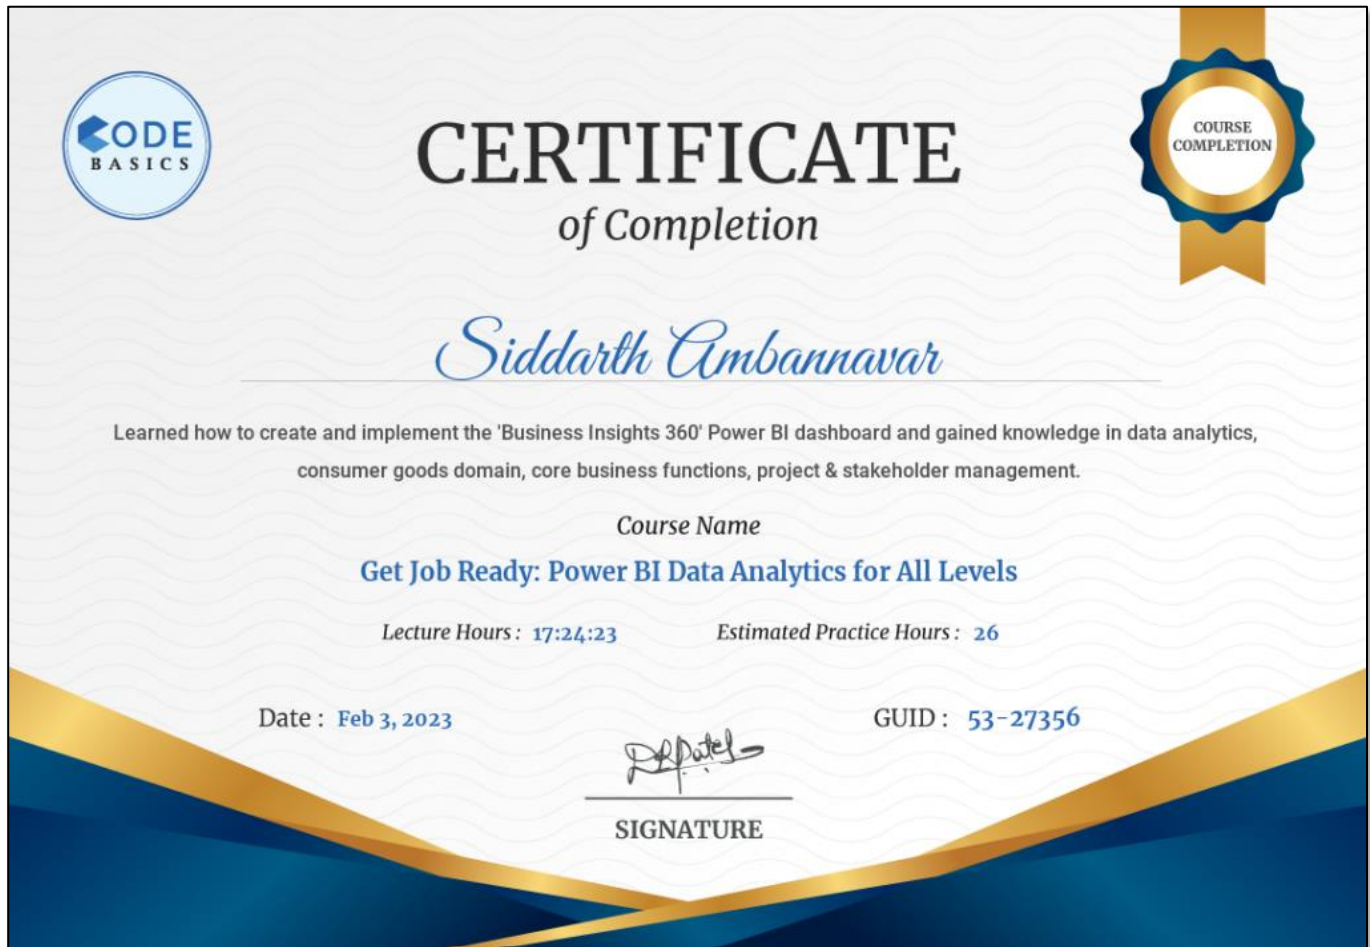 CODE
BASICS
COURSE
COMPLETION
CERTIFICATE
of Completion
Siddarth Ambannavar
Learned how to create and implement the 'Business Insights 360' Power BI dashboard and gained knowledge in data analytics,
consumer goods domain, core business functions, project & stakeholder management.
Course Name
Get Job Ready: Power BI Data Analytics for All Levels
Lecture Hours : 17:24:23 Estimated Practice Hours : 26
Date : Feb 3, 2023 GUID : 53-27356
SIGNATURE